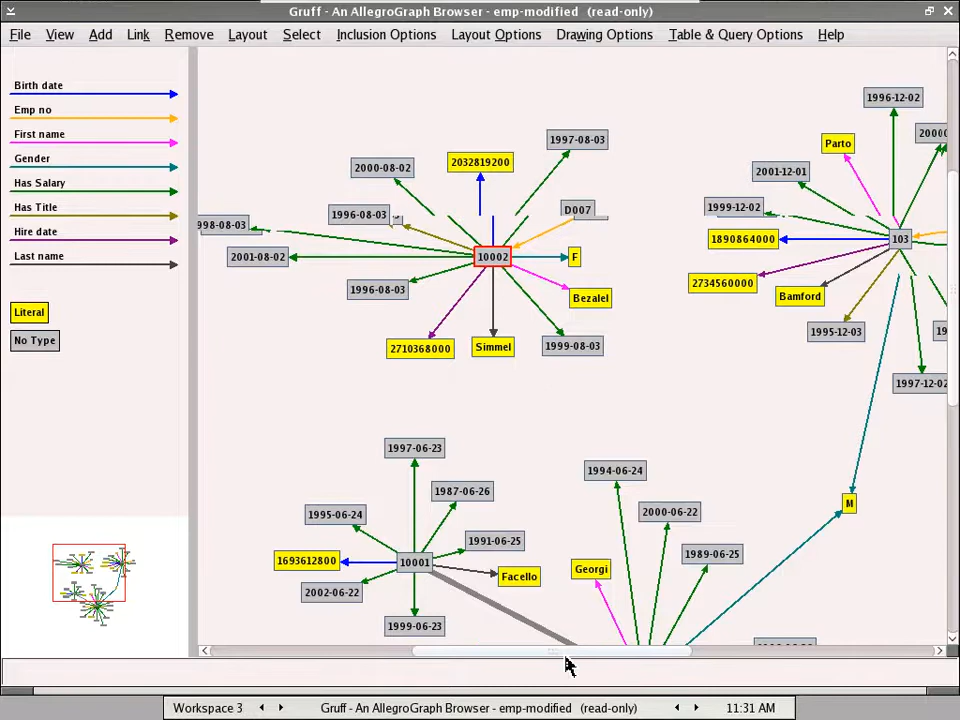 Gruff - An AllegroGraph Browser - emp-modified (read-only)
File View Add Link Remove Layout Select Inclusion Options Layout Options Drawing Options Table & Query Options Help
Birth date
Emp no
First name
Gender
Has Salary
Has Title
Hire date
Last name
Literal
No Type
1996-12-02
2000
1997-08-03
Parto
2000-08-02
2032819200
2001-12-01
1996-08-03
D007
1999-12-02
998-08-03
1890864000
103
2001-08-02
10002
F
1996-08-03
Bezalel
2734560000
Bamford
2710368000
Simmel
1999-08-03
1995-12-03
19
1997-12-02
1997-06-23
1994-06-24
1987-06-26
1995-06-24
2000-06-22
M
1991-06-25
1989-06-25
1693612800
10001
Facello
Georgi
2002-06-22
1999-06-23
Workspace 3 Gruff - An AllegroGraph Browser - emp-modified (read-only) 11:31 AM